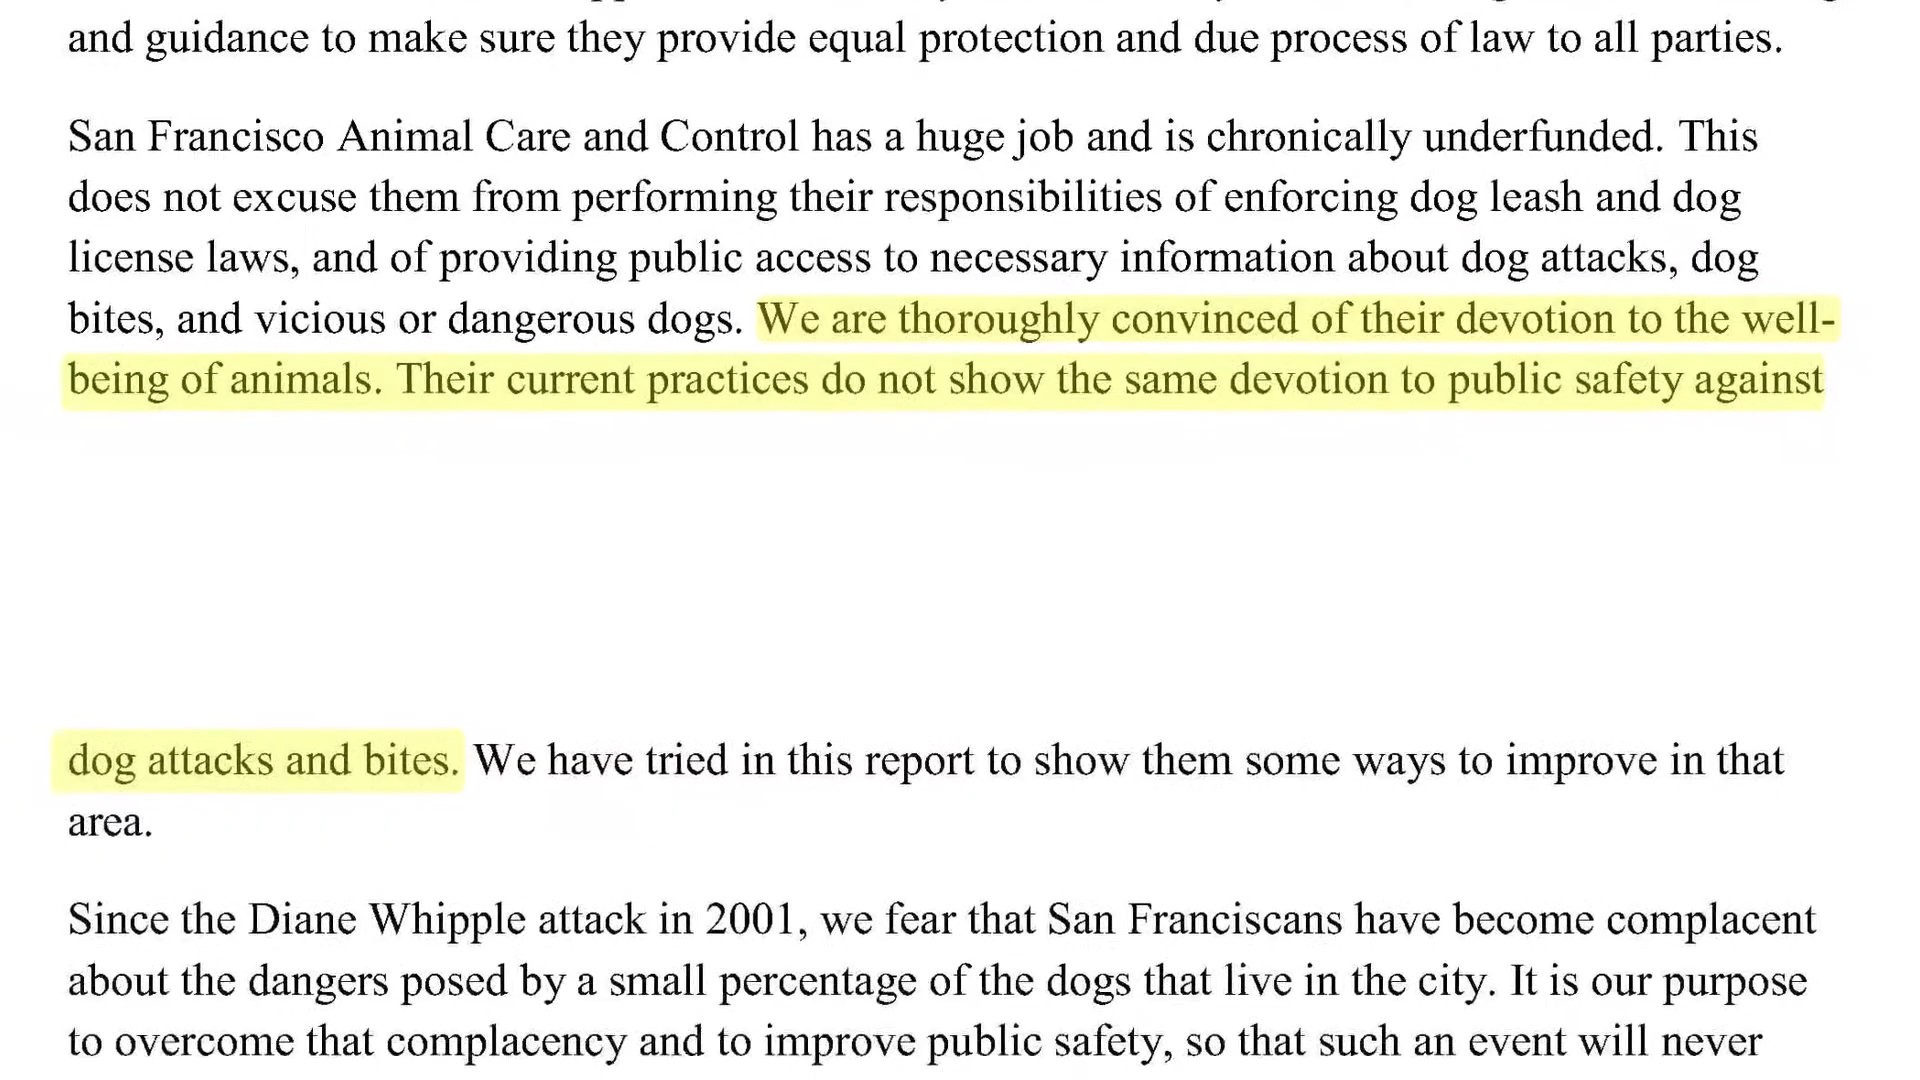 and guidance to make sure they provide equal protection and due process of law to all parties.
San Francisco Animal Care and Control has a huge job and is chronically underfunded. This
does not excuse them from performing their responsibilities of enforcing dog leash and dog
license laws, and of providing public access to necessary information about dog attacks, dog
bites, and vicious or dangerous dogs. We are thoroughly convinced of their devotion to the well-
being of animals. Their current practices do not show the same devotion to public safety against
dog attacks and bites. We have tried in this report to show them some ways to improve in that
area.
Since the Diane Whipple attack in 2001, we fear that San Franciscans have become complacent
about the dangers posed by a small percentage of the dogs that live in the city. It is our purpose
to overcome that complacency and to improve public safety, so that such an event will never